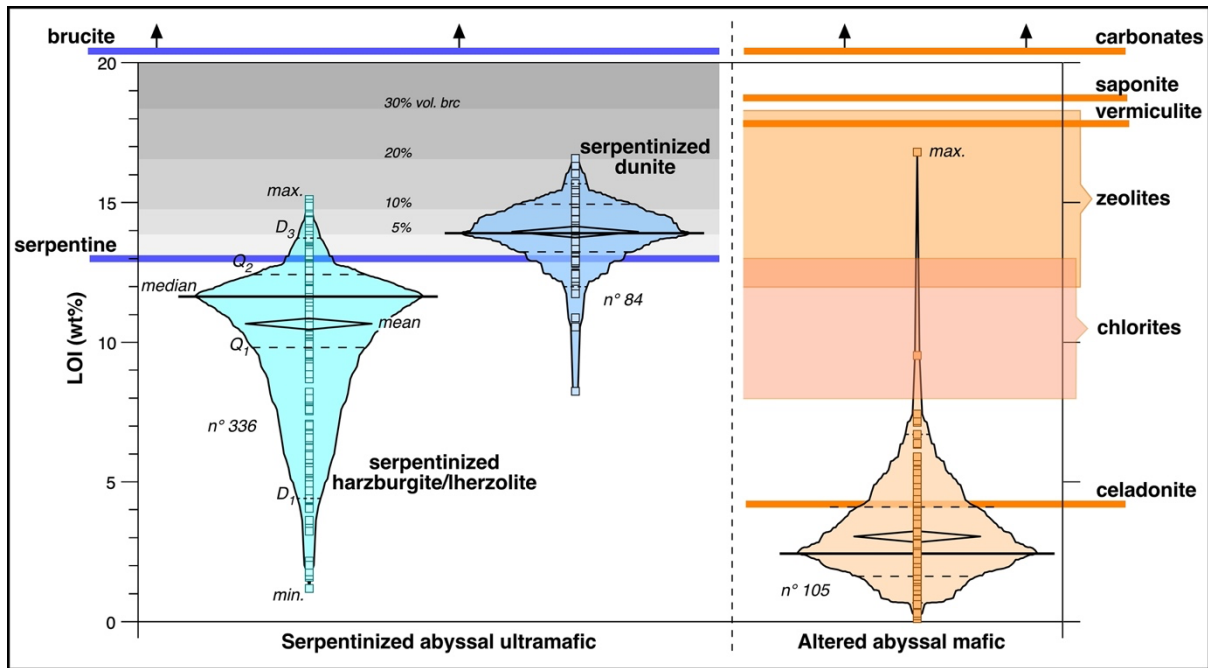 brucite
carbonates
20
saponite
vermiculite
30% vol. brc
20%
serpentinized
dunite
max.
max.
15
10%
zeolites
D3
5%
serpentine
Q2
median
n° 84
mean
chlorites
10
Q1
LOI (wt%)
n° 336
serpentinized
harzburgite/lherzolite
5
D1
celadonite
min.
n° 105
0
Serpentinized abyssal ultramafic
Altered abyssal mafic